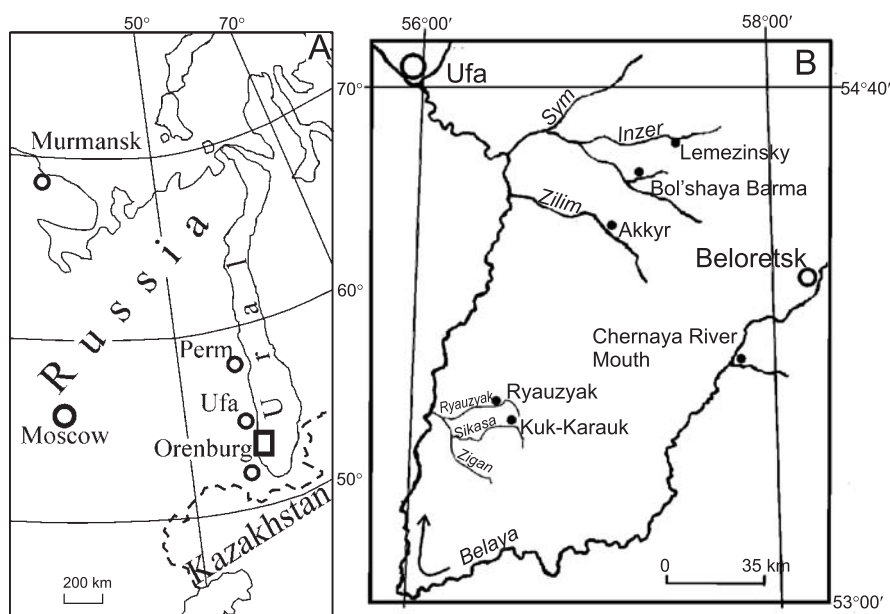 50°
70°
A
70°
Murmansk
Russia
Ural
60°
Perm
Ufa
Moscow
Orenburg
50°
Kazakhstan
200 km
56°00′
58°00′
B
Ufa
54°40′
Sym
Inzer
Lemezinsky
Bol’shaya Barma
Zilim
Akkyr
Beloretsk
Chernaya River
Mouth
Ryauzyak
Ryauzyak
Sikasa
Kuk-Karauk
Zigan
Belaya
0 35 km
53°00′